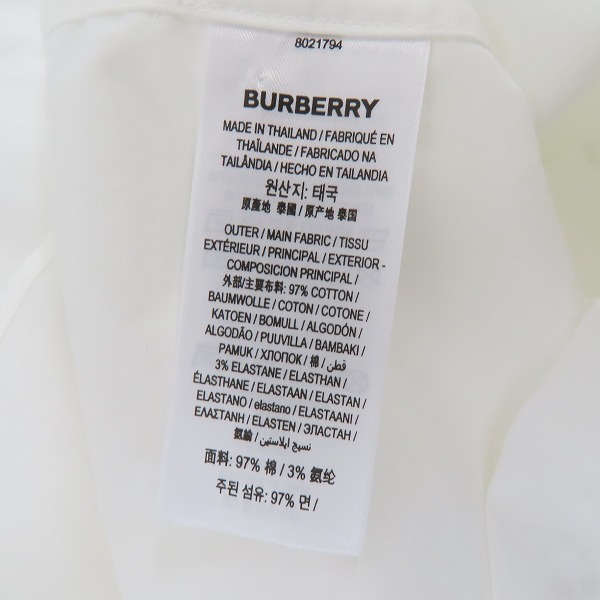 8021794
BURBERRY
MADE IN THAILAND / FABRIQUÉ EN
THAÏLANDE / FABRICADO NA
TAILÂNDIA / HECHO EN TAILANDIA
원산지: 태국
原產地 泰國 / 原产地 泰国
OUTER / MAIN FABRIC / TISSU
EXTÉRIEUR / PRINCIPAL / EXTERIOR -
COMPOSICION PRINCIPAL /
外部/主要布料: 97% COTTON /
BAUMWOLLE / COTON / COTONE /
KATOEN / BOMULL / ALGODÓN /
ALGODÃO / PUUVILLA / BAMBAKI /
PAMUK / ХЛОПОК / 棉 / قطن /
3% ELASTANE / ELASTHAN /
ÉLASTHANE / ELASTAAN / ELASTAN /
ELASTANO / elastano / ELASTAANI /
ΕΛΑΣΤΑΝΗ / ELASTEN / ЭЛАСТАН /
氨綸 / نسيج ايلاستين /
面料: 97% 棉 / 3% 氨纶
주된 섬유: 97% 면 /